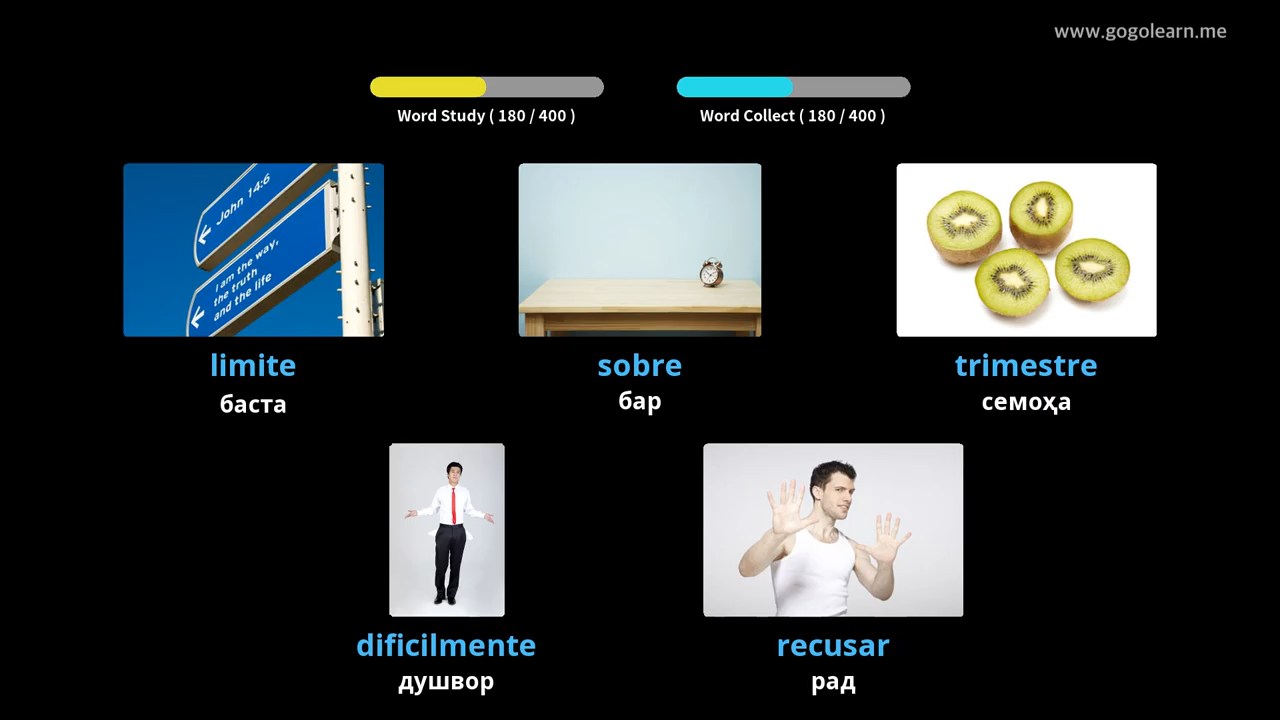 www.gogolearn.me
Word Study ( 180 / 400 )
Word Collect ( 180 / 400 )
John 14:6
I am the way,
the truth
and the life
limite
баста
sobre
бар
trimestre
семоҳа
dificilmente
душвор
recusar
рад